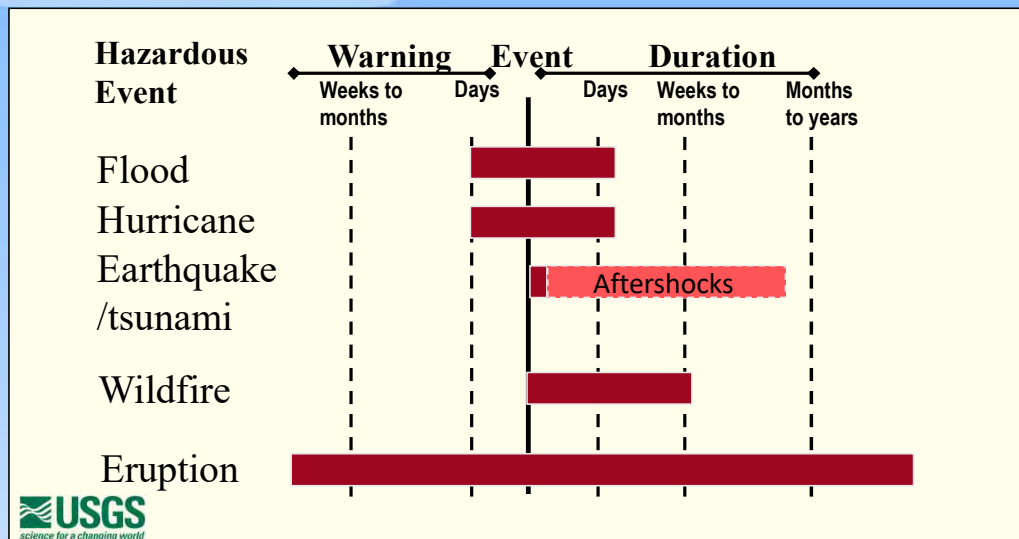 Hazardous
Event
Warning
Event
Duration
Weeks to
months
Days
Days
Weeks to
months
Months
to years
Flood
Hurricane
Earthquake
/tsunami
Aftershocks
Wildfire
Eruption
USGS
science for a changing world